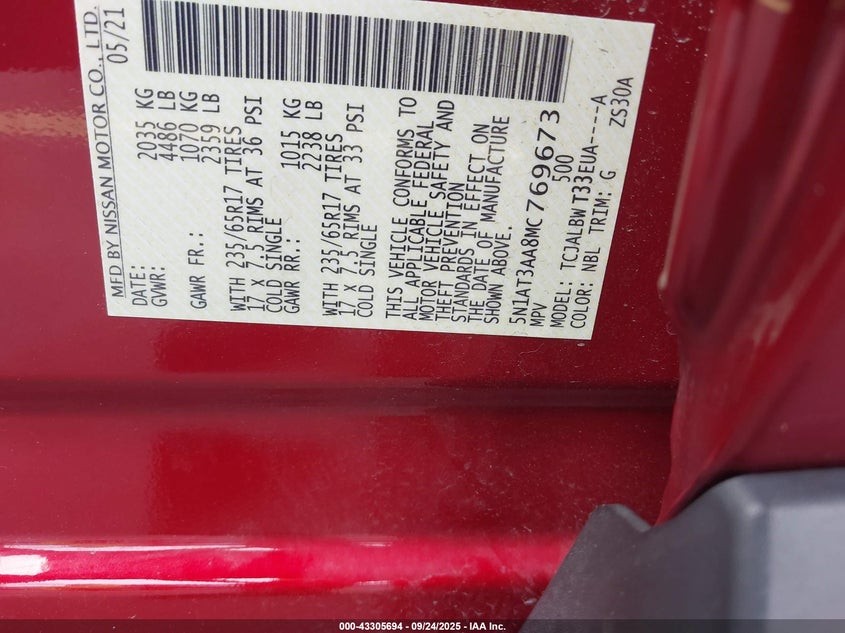 MFD BY NISSAN MOTOR CO., LTD.
DATE: 05/21
GVWR: 2035 KG
4486 LB
GAWR FR.: 1070 KG
2359 LB
WITH 235/65R17 TIRES
17 X 7.5 RIMS AT 36 PSI
COLD SINGLE
GAWR RR.: 1015 KG
2238 LB
WITH 235/65R17 TIRES
17 X 7.5 RIMS AT 33 PSI
COLD SINGLE
THIS VEHICLE CONFORMS TO
ALL APPLICABLE FEDERAL
MOTOR VEHICLE SAFETY AND
THEFT PREVENTION
STANDARDS IN EFFECT ON
THE DATE OF MANUFACTURE
SHOWN ABOVE.
5N1AT3AA8MC769673
MPV 500
MODEL: TCJALBWT33EUA-----A
COLOR: NBL TRIM: G ZS30A
000-43305694 - 09/24/2025 - IAA Inc.